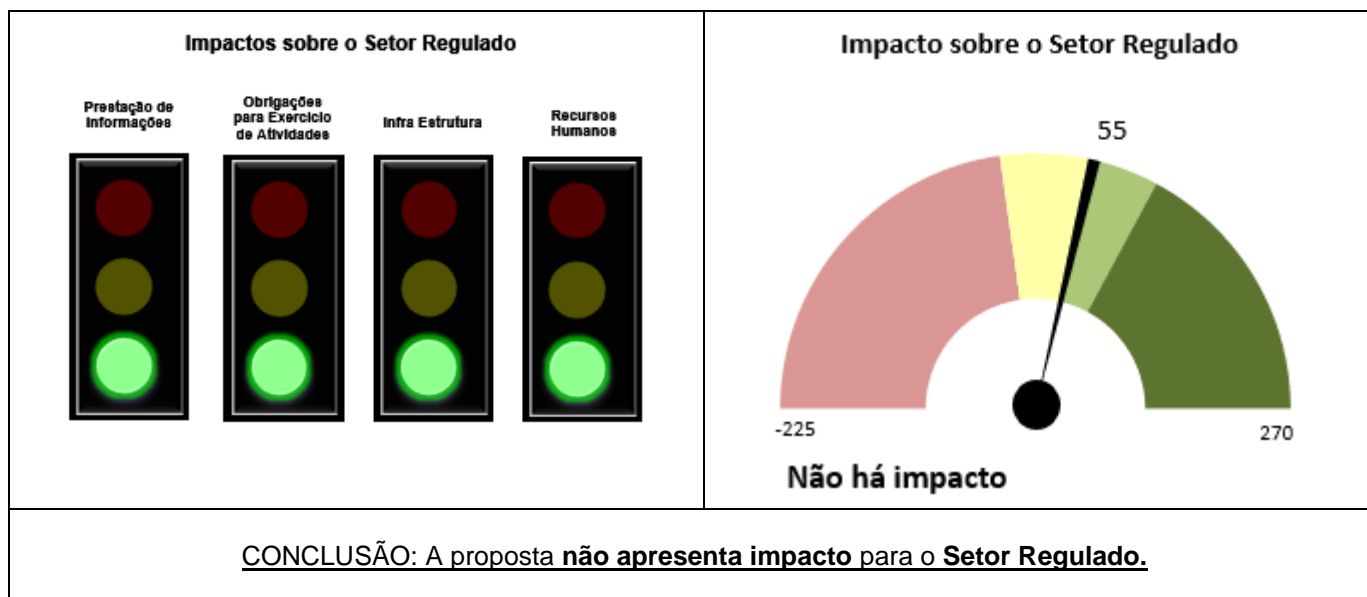 Impactos sobre o Setor Regulado
Prestação de
Informações
Obrigações
para Exercício
de Atividades
Infra Estrutura
Recursos
Humanos
Impacto sobre o Setor Regulado
55
-225
270
Não há impacto
CONCLUSÃO: A proposta não apresenta impacto para o Setor Regulado.